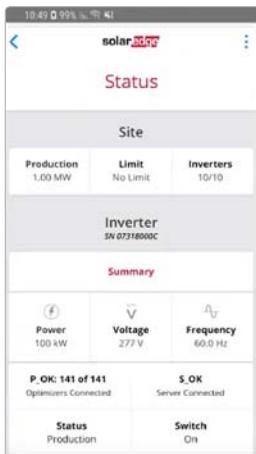 10:49 99%
solaredge
Status
Site
Production Limit Inverters
1.00 MW No Limit 10/10
Inverter
SN 07318000C
Summary
Power Voltage Frequency
100 kW 277 V 60.0 Hz
P_OK: 141 of 141 S_OK
Optimizers Connected Server Connected
Status Switch
Production On